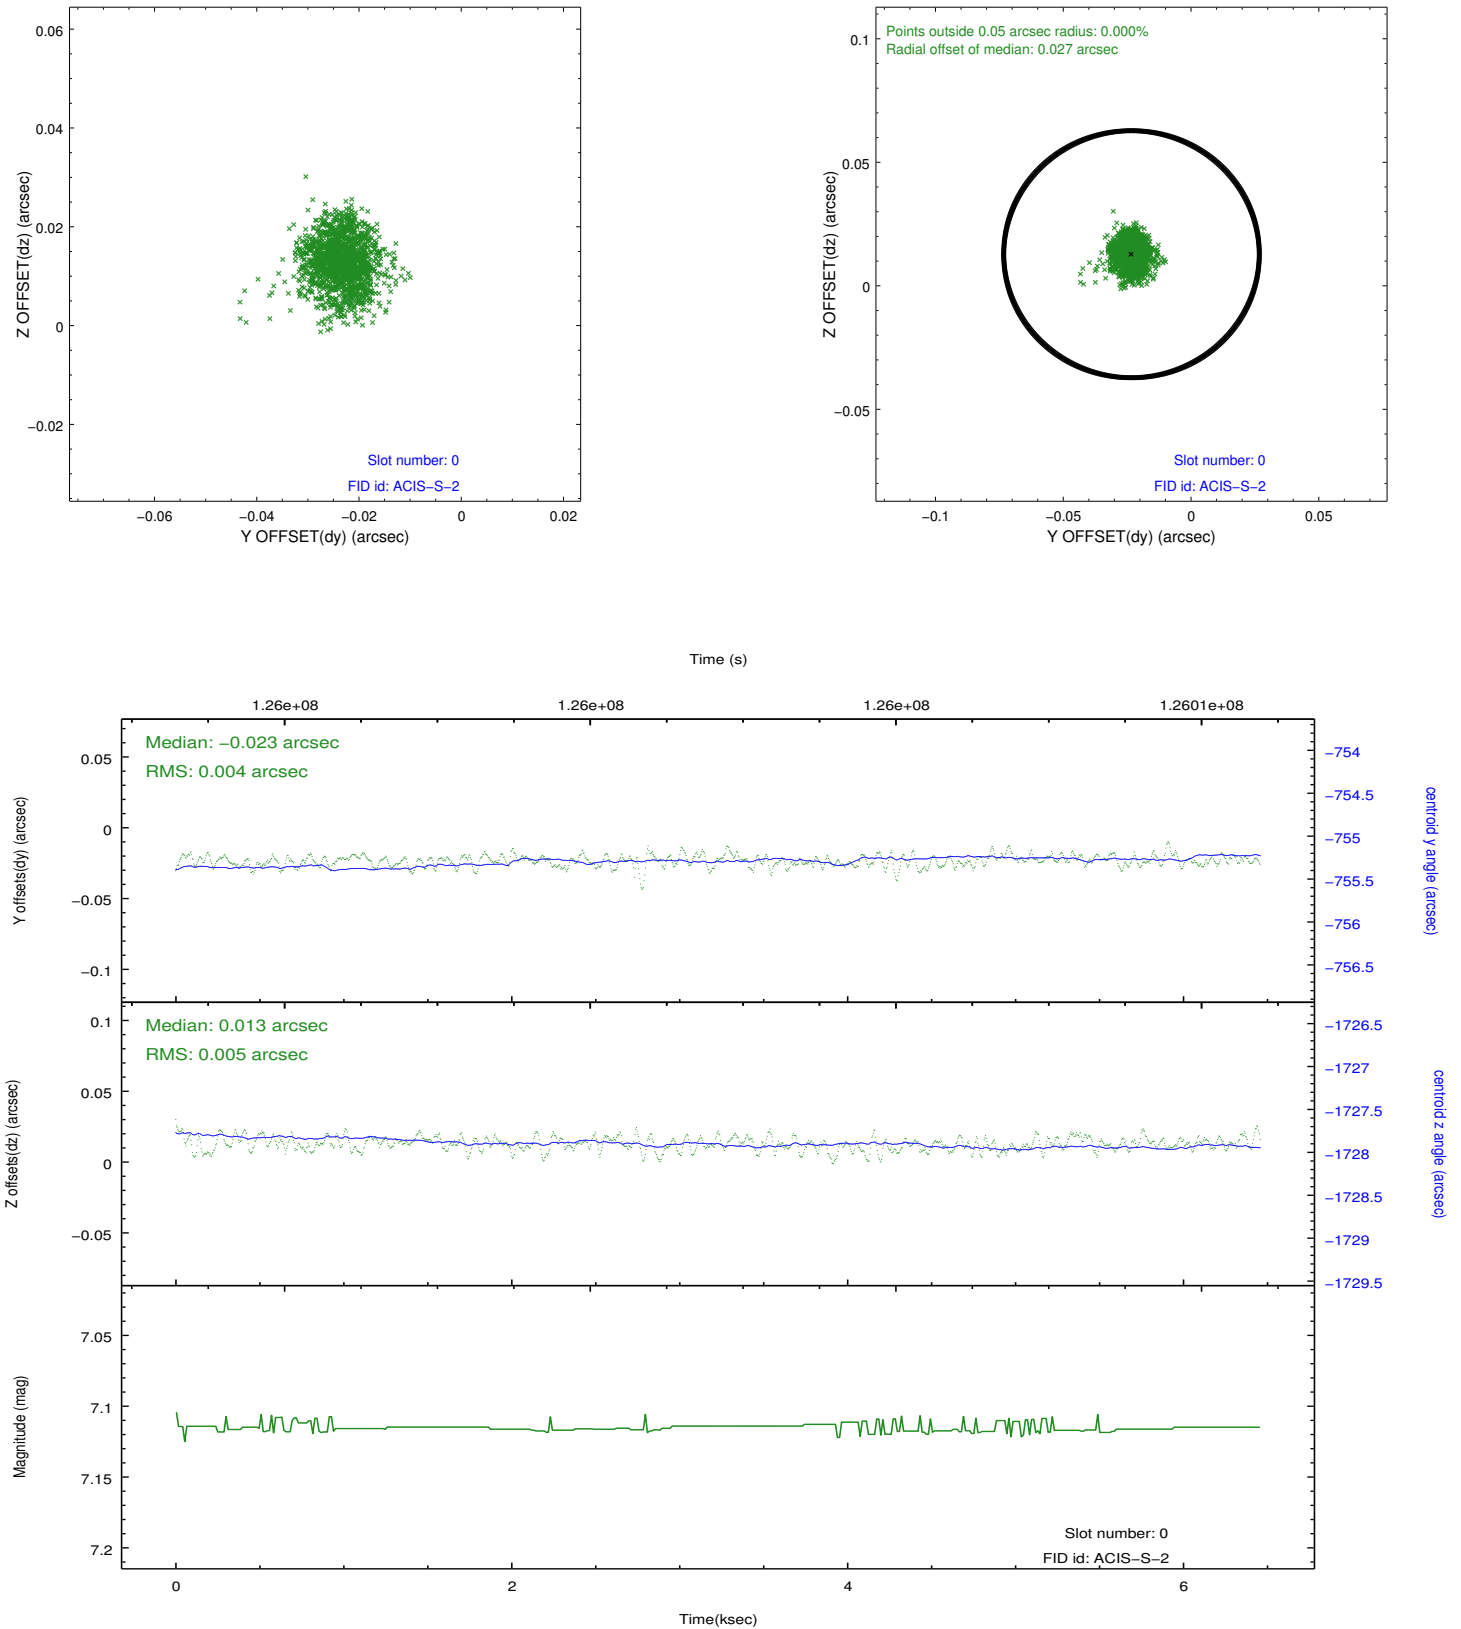 0.06
0.04
0.02
0
−0.02
Z OFFSET(dz) (arcsec)
Slot number: 0
FID id: ACIS−S−2
−0.06
−0.04
−0.02
0
0.02
Y OFFSET(dy) (arcsec)
Points outside 0.05 arcsec radius: 0.000%
Radial offset of median: 0.027 arcsec
0.1
0.05
0
−0.05
Z OFFSET(dz) (arcsec)
Slot number: 0
FID id: ACIS−S−2
−0.1
−0.05
0
0.05
Y OFFSET(dy) (arcsec)
Time (s)
1.26e+08
1.26e+08
1.26e+08
1.2601e+08
Median: −0.023 arcsec
RMS: 0.004 arcsec
0.05
0
−0.05
−0.1
Y offsets(dy) (arcsec)
−754
−754.5
−755
−755.5
−756
−756.5
centroid y angle (arcsec)
Median: 0.013 arcsec
RMS: 0.005 arcsec
0.1
0.05
0
−0.05
Z offsets(dz) (arcsec)
−1726.5
−1727
−1727.5
−1728
−1728.5
−1729
−1729.5
centroid z angle (arcsec)
7.05
7.1
7.15
7.2
Magnitude (mag)
Slot number: 0
FID id: ACIS−S−2
0
2
4
6
Time(ksec)